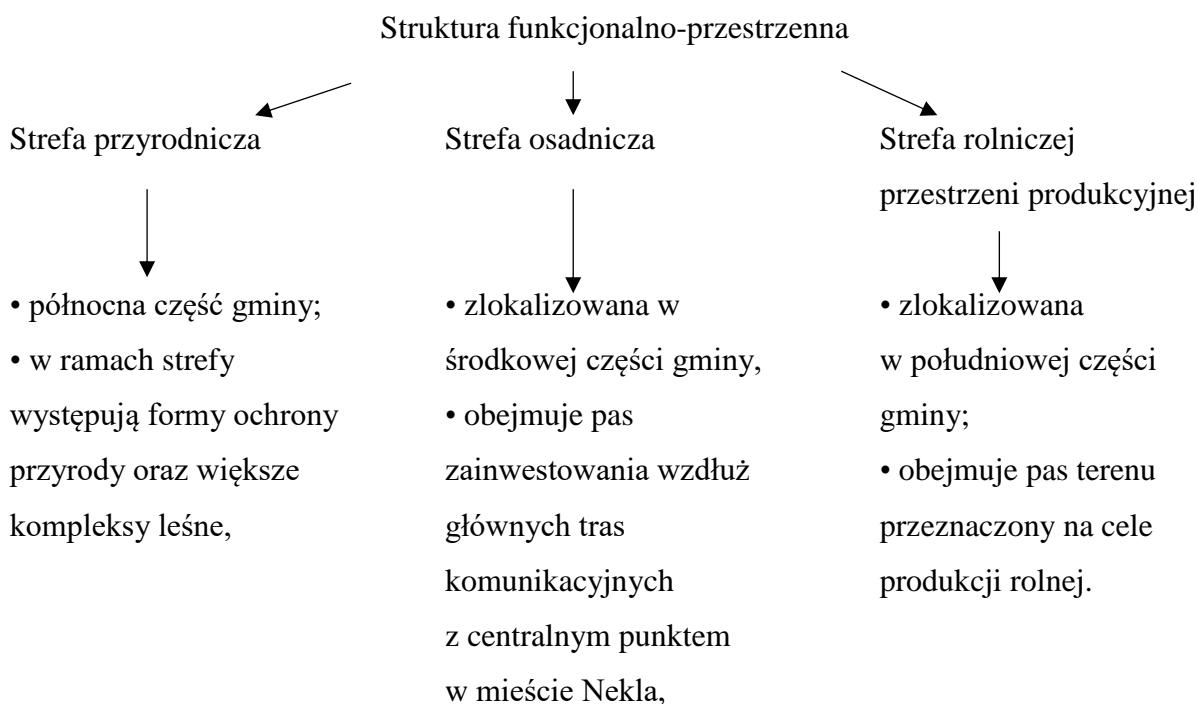 Struktura funkcjonalno-przestrzenna
Strefa przyrodnicza
• północna część gminy;
• w ramach strefy
występują formy ochrony
przyrody oraz większe
kompleksy leśne,
Strefa osadnicza
• zlokalizowana w
środkowej części gminy,
• obejmuje pas
zainwestowania wzdłuż
głównych tras
komunikacyjnych
z centralnym punktem
w mieście Nekla,
Strefa rolniczej
przestrzeni produkcyjnej
• zlokalizowana
w południowej części
gminy;
• obejmuje pas terenu
przeznaczony na cele
produkcji rolnej.